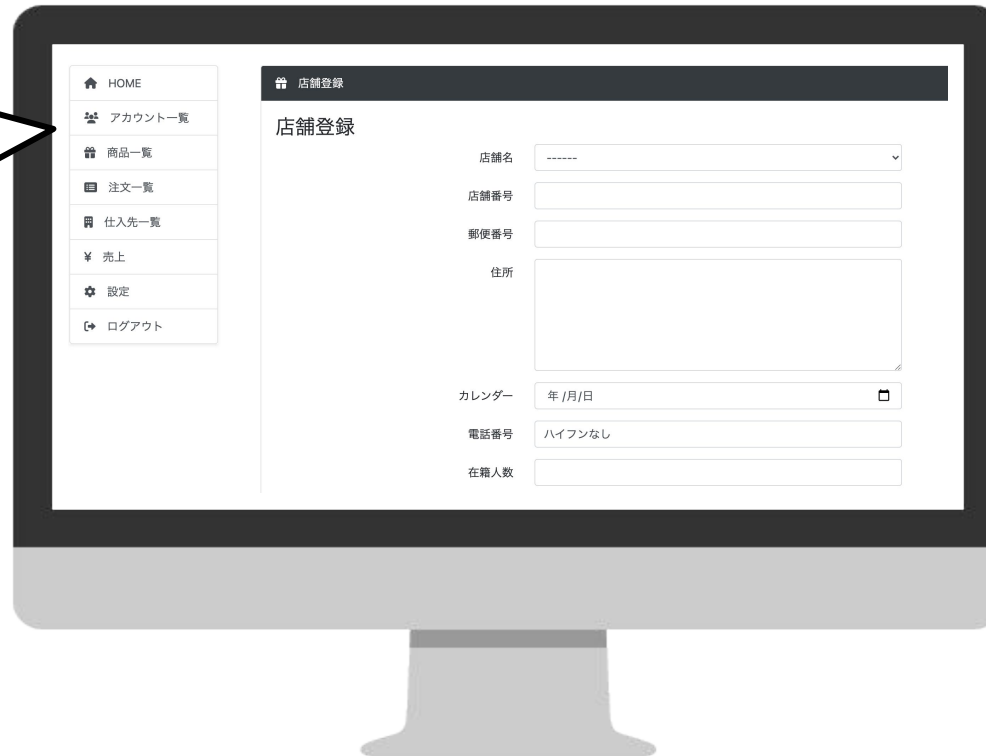 HOME
アカウント一覧
商品一覧
注文一覧
仕入先一覧
¥ 売上
設定
ログアウト
店舗登録
店舗登録
店舗名 ------
店舗番号
郵便番号
住所
カレンダー 年 /月/日
電話番号 ハイフンなし
在籍人数